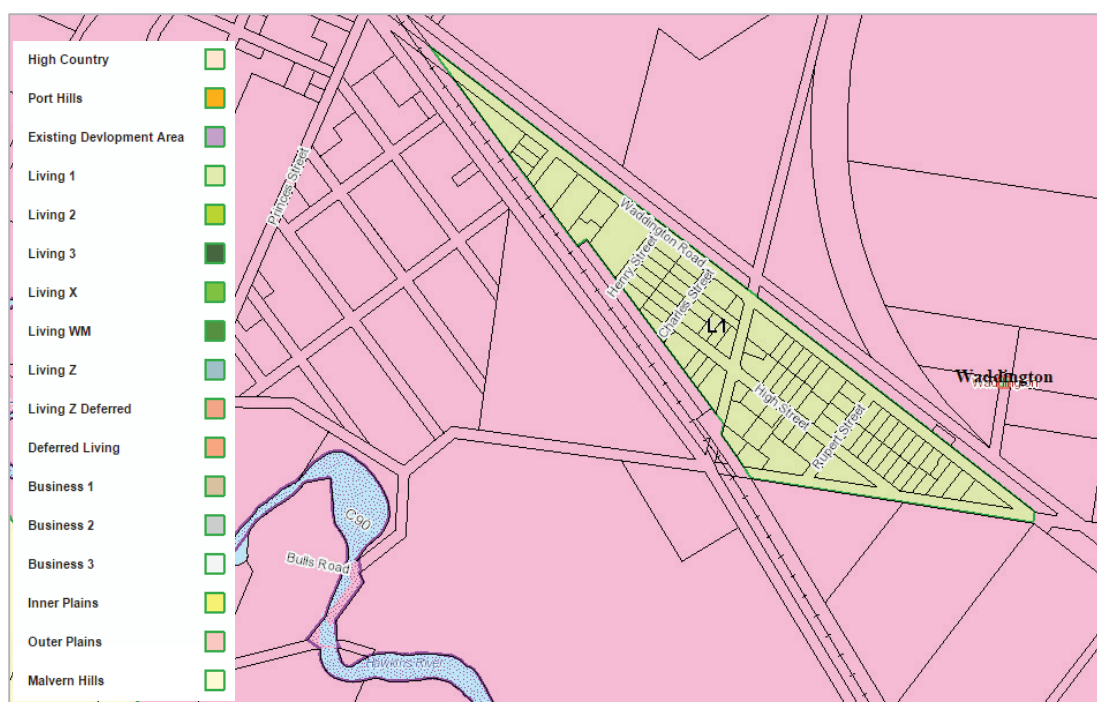 High Country
Port Hills
Existing Devlopment Area
Living 1
Living 2
Living 3
Living X
Living WM
Living Z
Living Z Deferred
Deferred Living
Business 1
Business 2
Business 3
Inner Plains
Outer Plains
Malvern Hills
Princes Street
Waddington Road
Henry Street
Charles Street
L1
High Street
Rupert Street
Waddington
Waddington
C90
Bulls Road
Hawkins River